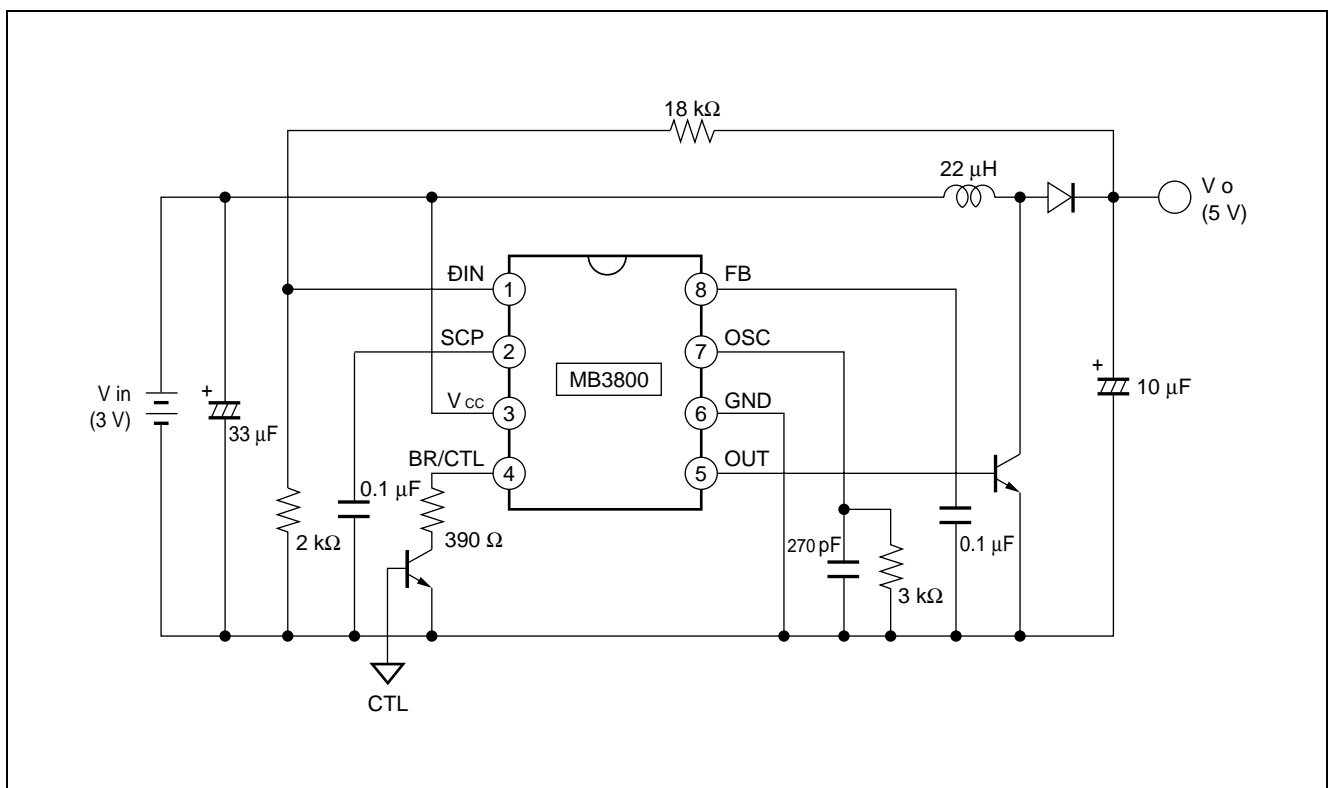 18 kΩ
22 µH
V o
(5 V)
ĐIN
1
8
FB
SCP
2
7
OSC
MB3800
V in
(3 V)
+
33 µF
VCC
3
6
GND
+
10 µF
BR/CTL
4
5
OUT
0.1 µF
2 kΩ
390 Ω
270 pF
3 kΩ
0.1 µF
CTL